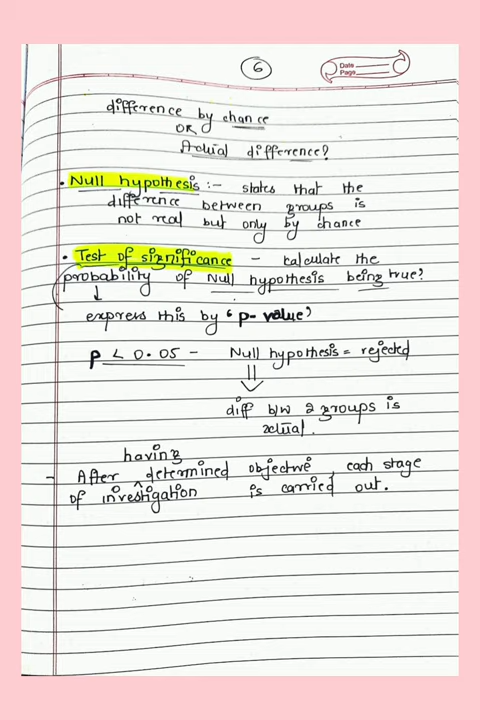 6
Date
Page
difference by chance
OR
Actual difference?
• Null hypothesis :- states that the
difference between groups is
not real but only by chance
• Test of significance - calculate the
probability of Null hypothesis being true?
↓
express this by 'p-value'
P < 0.05 - Null hypothesis = rejected
⇓
diff b/w 2 groups is
actual.
having
- After ^ determined objective, each stage
of investigation is carried out.